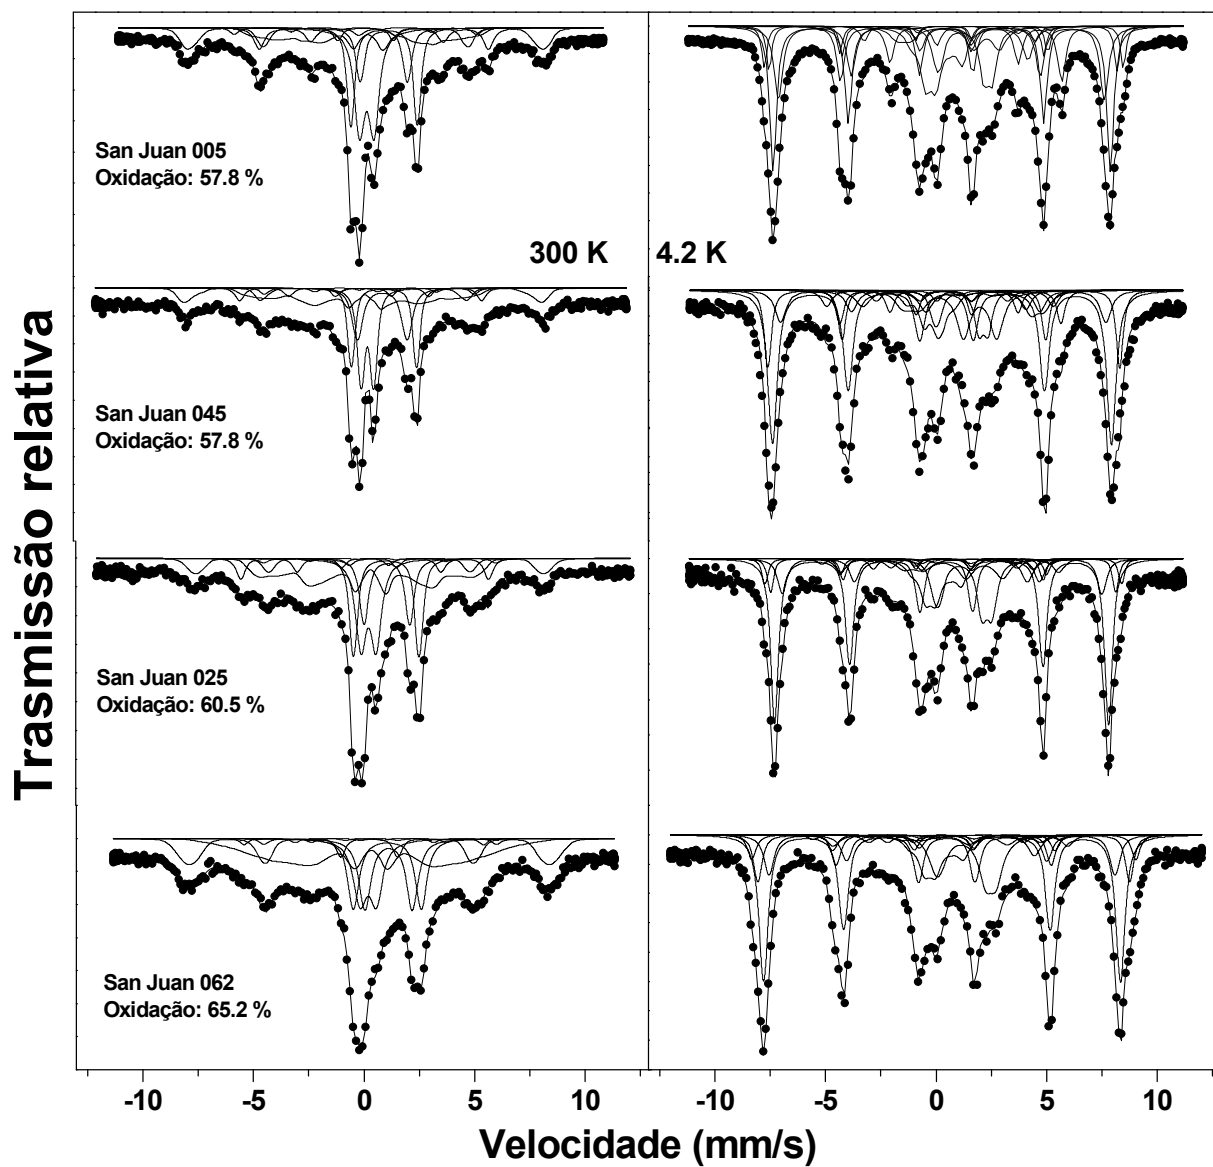 Trasmissão relativa
San Juan 005
Oxidação: 57.8 %
300 K
4.2 K
San Juan 045
Oxidação: 57.8 %
San Juan 025
Oxidação: 60.5 %
San Juan 062
Oxidação: 65.2 %
-10 -5 0 5 10
-10 -5 0 5 10
Velocidade (mm/s)